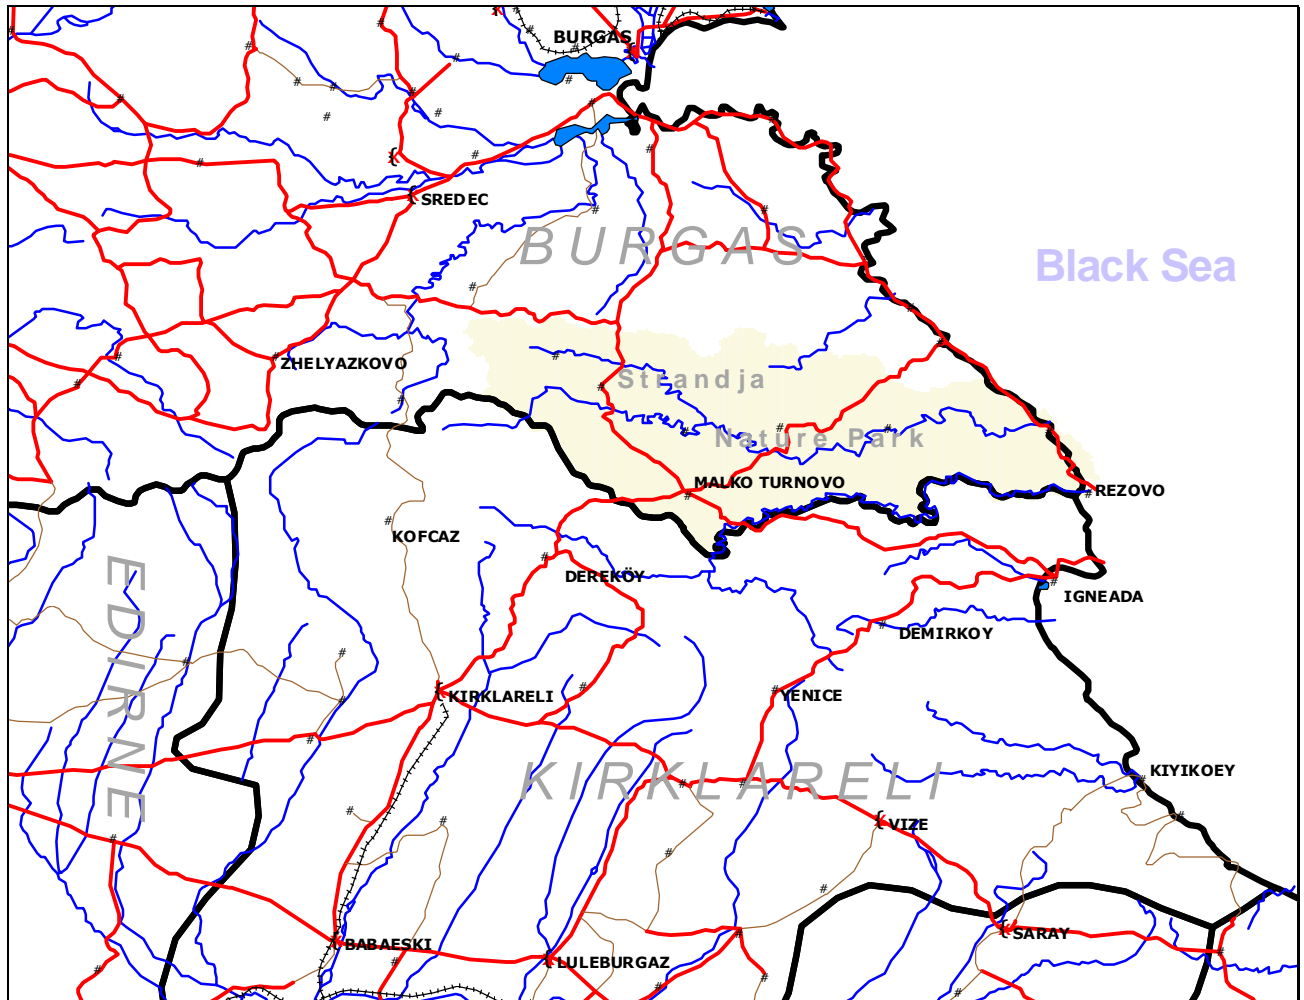 BURGAS
SREDEC
BURGAS
Black Sea
ZHELYAZKOVO
Strandja
Nature Park
MALKO TURNOVO
REZOVO
KOFCAZ
DEREKÖY
IGNEADA
DEMIRKOY
EDIRNE
KIRKLARELI
YENICE
KIRKLARELI
KIYIKOEY
VIZE
SARAY
BABAESKI
LULEBURGAZ